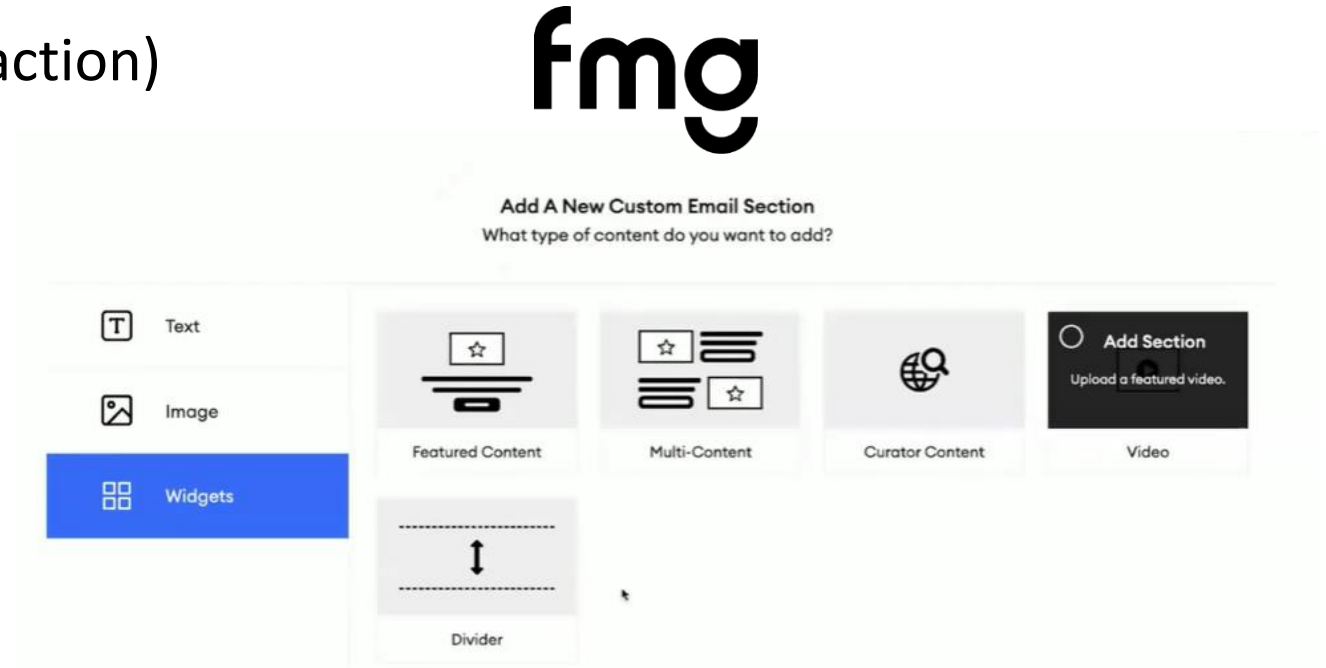 action)
fmg
Add A New Custom Email Section
What type of content do you want to add?
T Text
Image
Widgets
Featured Content
Multi-Content
Curator Content
Add Section
Upload a featured video.
Video
Divider